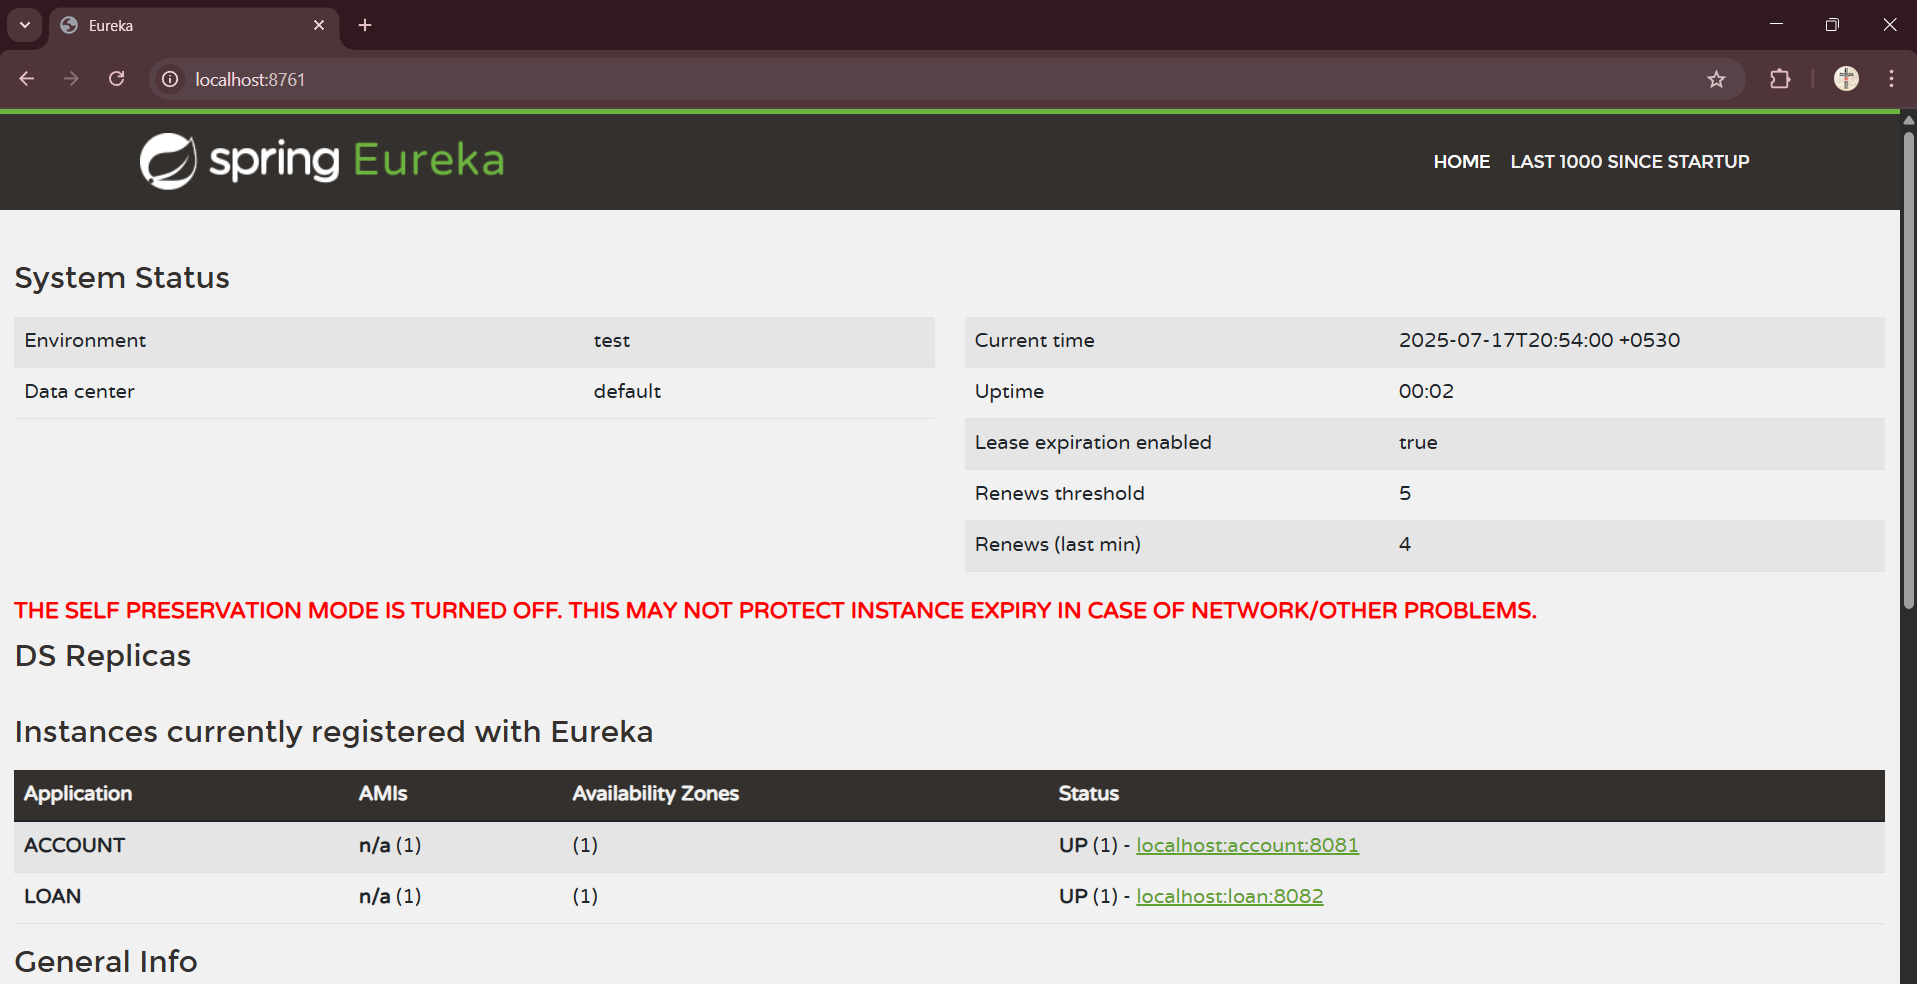 Eureka
localhost:8761
spring Eureka
HOME LAST 1000 SINCE STARTUP
System Status
Environment test
Data center default
Current time 2025-07-17T20:54:00 +0530
Uptime 00:02
Lease expiration enabled true
Renews threshold 5
Renews (last min) 4
THE SELF PRESERVATION MODE IS TURNED OFF. THIS MAY NOT PROTECT INSTANCE EXPIRY IN CASE OF NETWORK/OTHER PROBLEMS.
DS Replicas
Instances currently registered with Eureka
Application AMIs Availability Zones Status
ACCOUNT n/a (1) (1) UP (1) - localhost:account:8081
LOAN n/a (1) (1) UP (1) - localhost:loan:8082
General Info